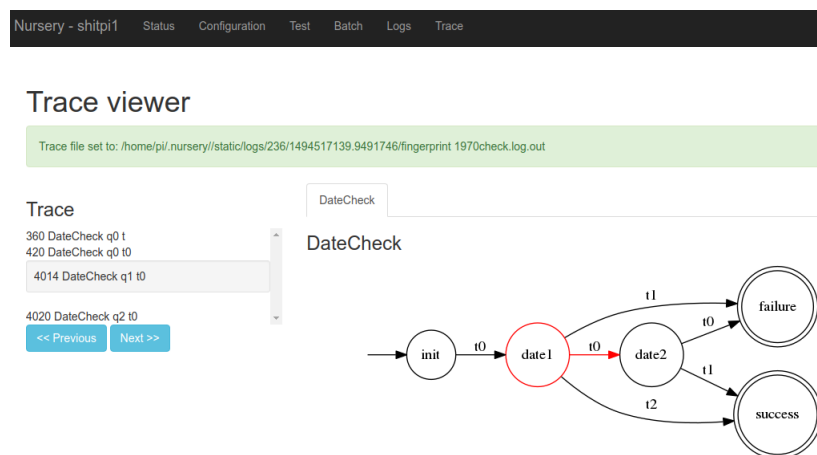 Nursery - shitpi1 Status Configuration Test Batch Logs Trace
Trace viewer
Trace file set to: /home/pi/.nursery//static/logs/236/1494517139.9491746/fingerprint 1970check.log.out
Trace
360 DateCheck q0 t
420 DateCheck q0 t0
4014 DateCheck q1 t0
4020 DateCheck q2 t0
<< Previous Next >>
DateCheck
DateCheck
t1
failure
t0
t0
t0
init
date1
date2
t1
t2
success